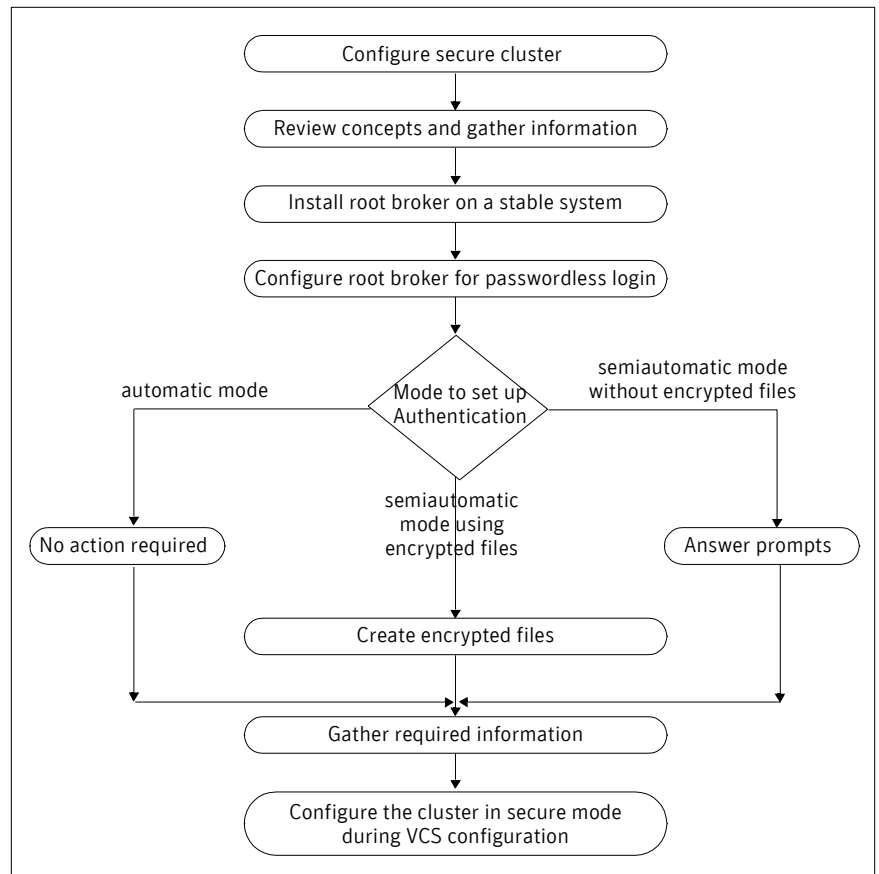 Configure secure cluster
Review concepts and gather information
Install root broker on a stable system
Configure root broker for passwordless login
Mode to set up
Authentication
automatic mode
semiautomatic mode
without encrypted files
semiautomatic
mode using
encrypted files
No action required
Answer prompts
Create encrypted files
Gather required information
Configure the cluster in secure mode
during VCS configuration